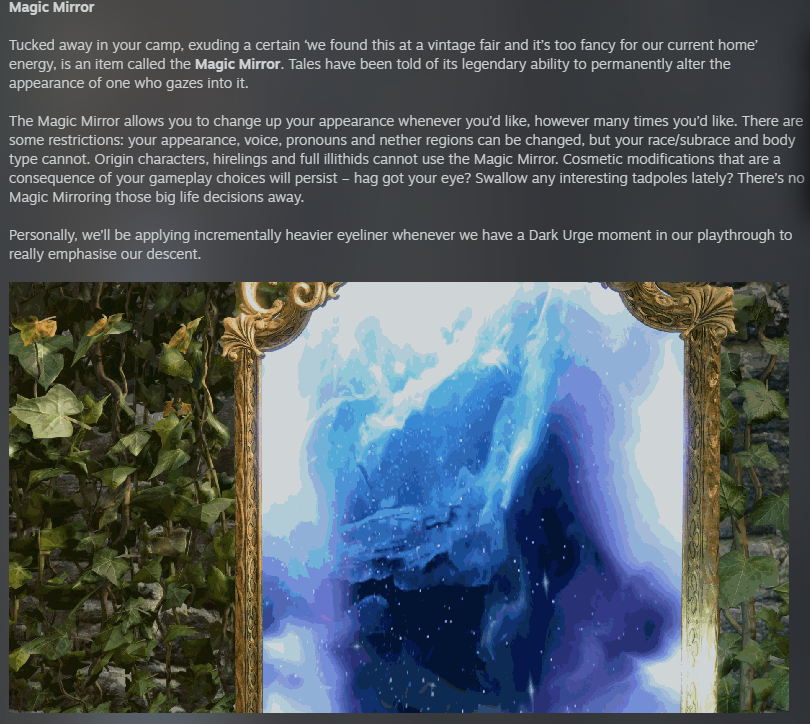 Magic Mirror
Tucked away in your camp, exuding a certain ‘we found this at a vintage fair and it’s too fancy for our current home’
energy, is an item called the Magic Mirror. Tales have been told of its legendary ability to permanently alter the
appearance of one who gazes into it.
The Magic Mirror allows you to change up your appearance whenever you’d like, however many times you’d like. There are
some restrictions: your appearance, voice, pronouns and nether regions can be changed, but your race/subrace and body
type cannot. Origin characters, hirelings and full illithids cannot use the Magic Mirror. Cosmetic modifications that are a
consequence of your gameplay choices will persist – hag got your eye? Swallow any interesting tadpoles lately? There’s no
Magic Mirroring those big life decisions away.
Personally, we’ll be applying incrementally heavier eyeliner whenever we have a Dark Urge moment in our playthrough to
really emphasise our descent.